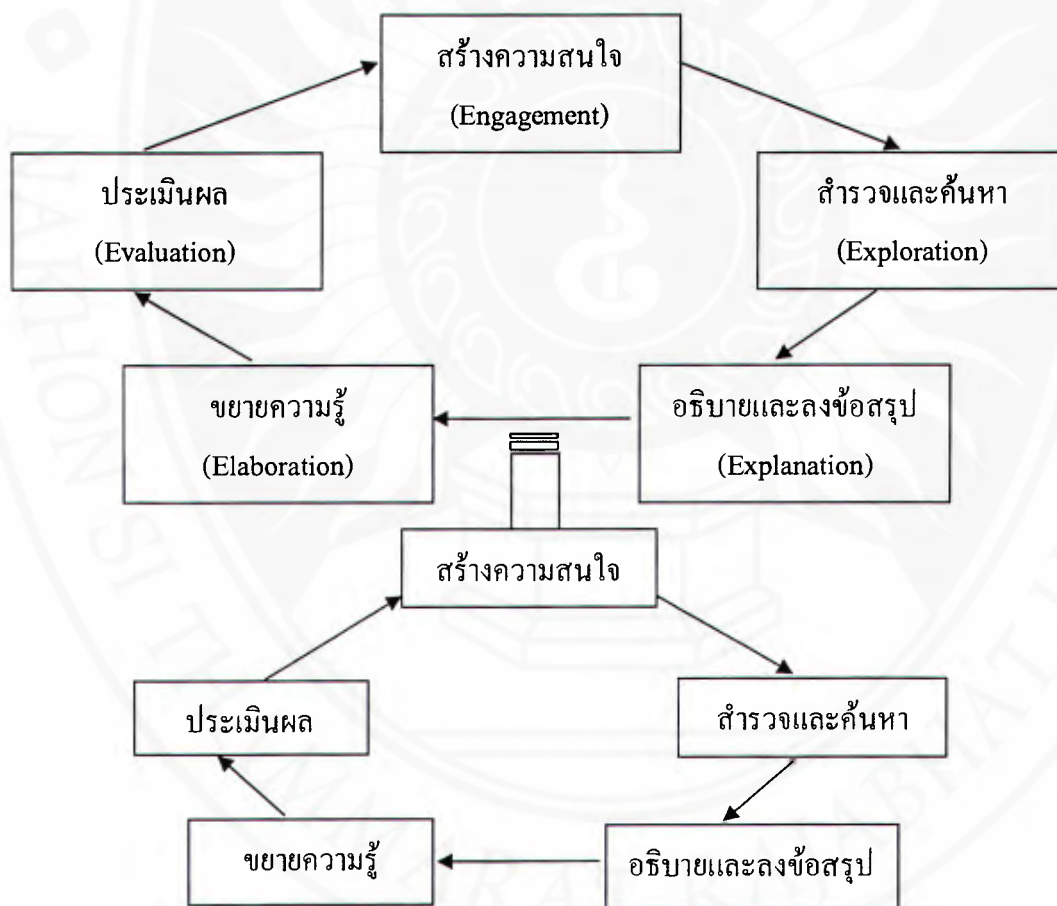 สร้างความสนใจ
(Engagement)
ประเมินผล
(Evaluation)
สำรวจและค้นหา
(Exploration)
ขยายความรู้
(Elaboration)
อธิบายและลงข้อสรุป
(Explanation)
สร้างความสนใจ
ประเมินผล
สำรวจและค้นหา
ขยายความรู้
อธิบายและลงข้อสรุป
NAKHON SI THAMMARAT RAJABHAT